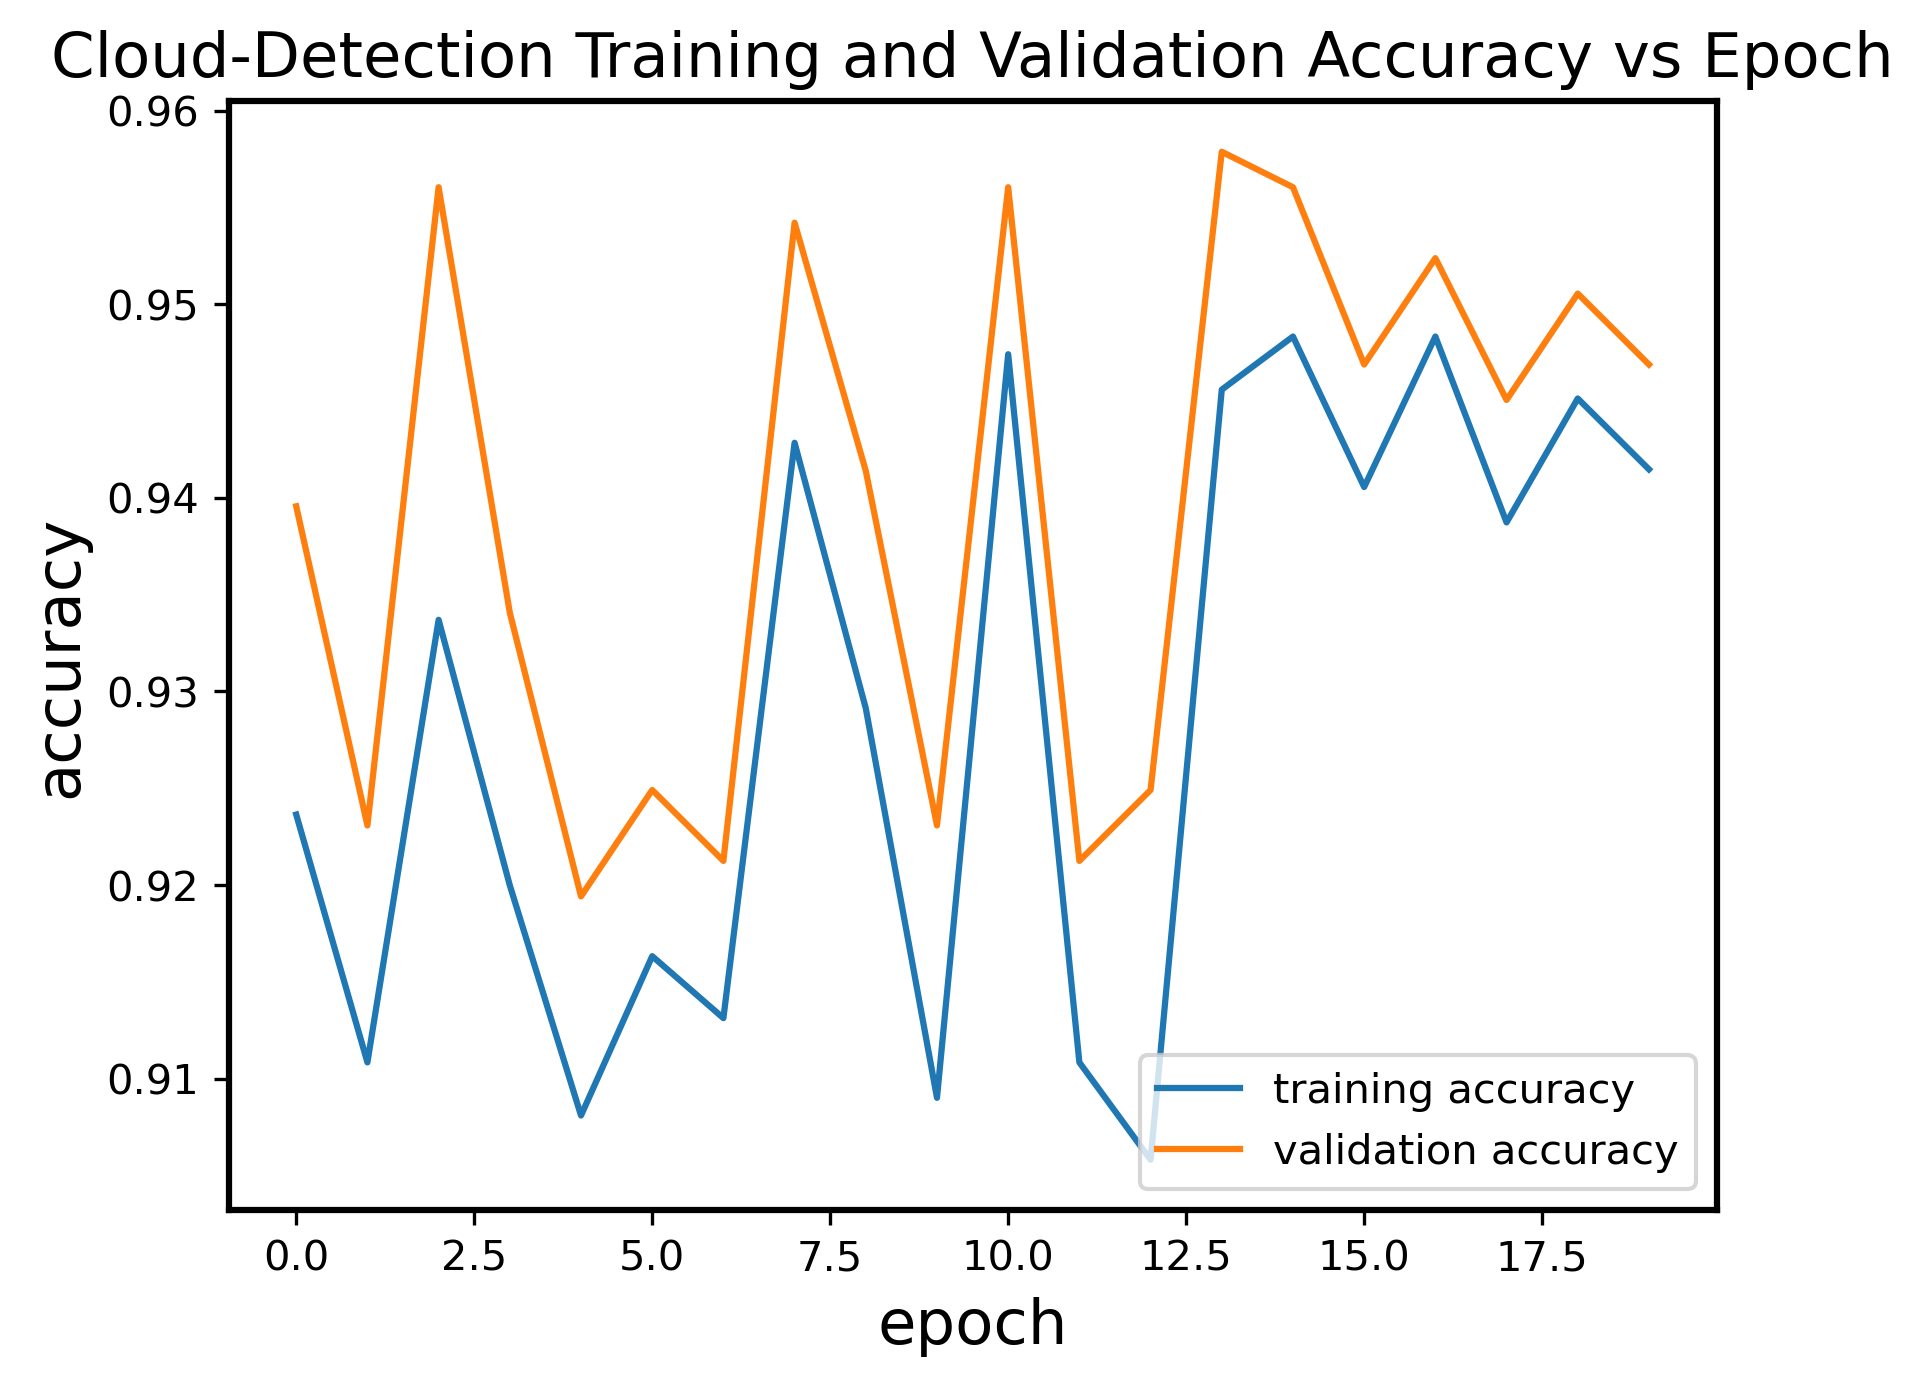 Cloud-Detection Training and Validation Accuracy vs Epoch
0.96
0.95
0.94
0.93
0.92
0.91
accuracy
training accuracy
validation accuracy
0.0 2.5 5.0 7.5 10.0 12.5 15.0 17.5
epoch